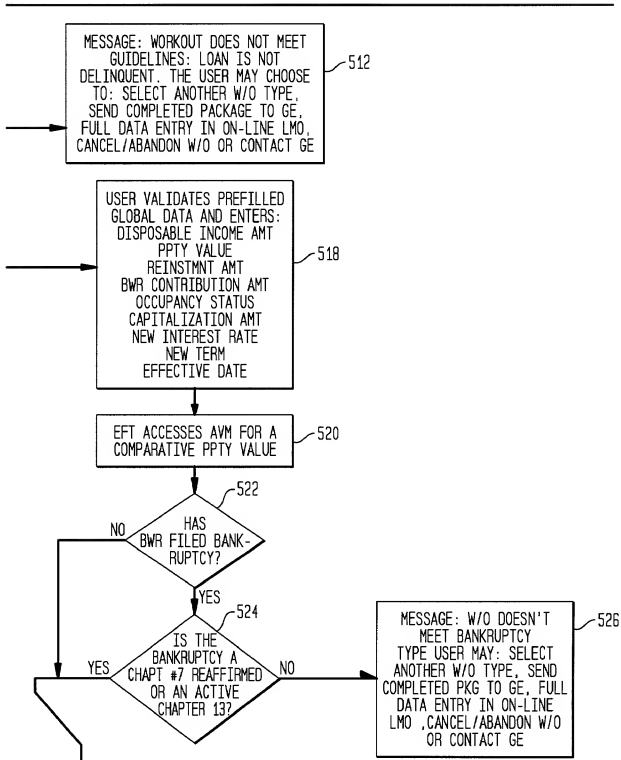 MESSAGE: WORKOUT DOES NOT MEET
GUIDELINES: LOAN IS NOT
DELINQUENT. THE USER MAY CHOOSE
TO: SELECT ANOTHER W/O TYPE,
SEND COMPLETED PACKAGE TO GE,
FULL DATA ENTRY IN ON-LINE LMO,
CANCEL/ABANDON W/O OR CONTACT GE
512
USER VALIDATES PREFILLED
GLOBAL DATA AND ENTERS:
DISPOSABLE INCOME AMT
PPTY VALUE
REINSTMNT AMT
BWR CONTRIBUTION AMT
OCCUPANCY STATUS
CAPITALIZATION AMT
NEW INTEREST RATE
NEW TERM
EFFECTIVE DATE
518
EFT ACCESSES AVM FOR A
COMPARATIVE PPTY VALUE
520
522
NO
HAS
BWR FILED BANK-
RUPTCY?
YES
524
IS THE
BANKRUPTCY A
CHAPT #7 REAFFIRMED
OR AN ACTIVE
CHAPTER 13?
YES
NO
MESSAGE: W/O DOESN'T
MEET BANKRUPTCY
TYPE USER MAY: SELECT
ANOTHER W/O TYPE, SEND
COMPLETED PKG TO GE, FULL
DATA ENTRY IN ON-LINE
LMO ,CANCEL/ABANDON W/O
OR CONTACT GE
526